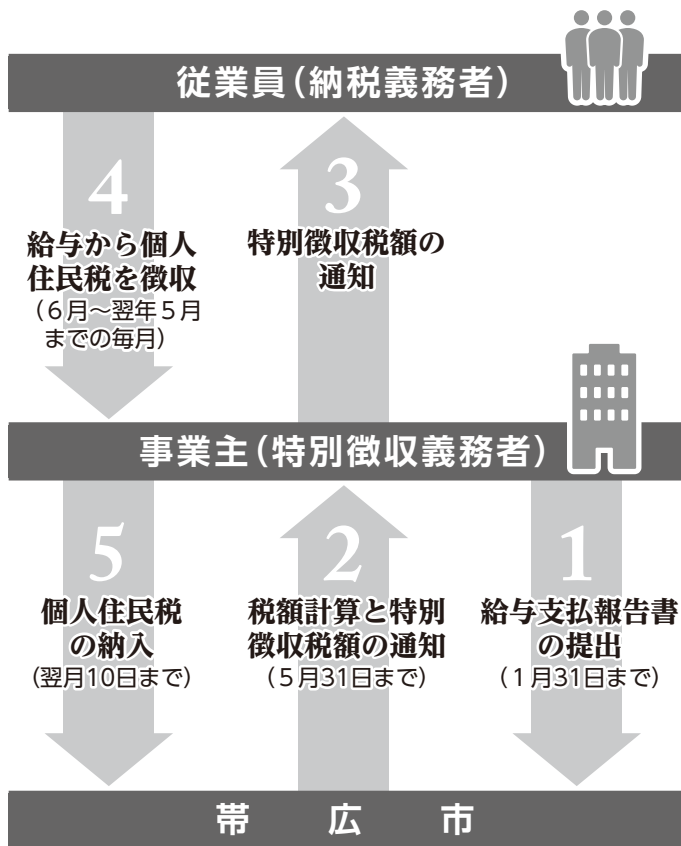 従業員（納税義務者）
4
給与から個人
住民税を徴収
（６月～翌年５月
までの毎月）
3
特別徴収税額の
通知
事業主（特別徴収義務者）
5
個人住民税
の納入
（翌月10日まで）
2
税額計算と特別
徴収税額の通知
（５月31日まで）
1
給与支払報告書
の提出
（１月31日まで）
帯広市